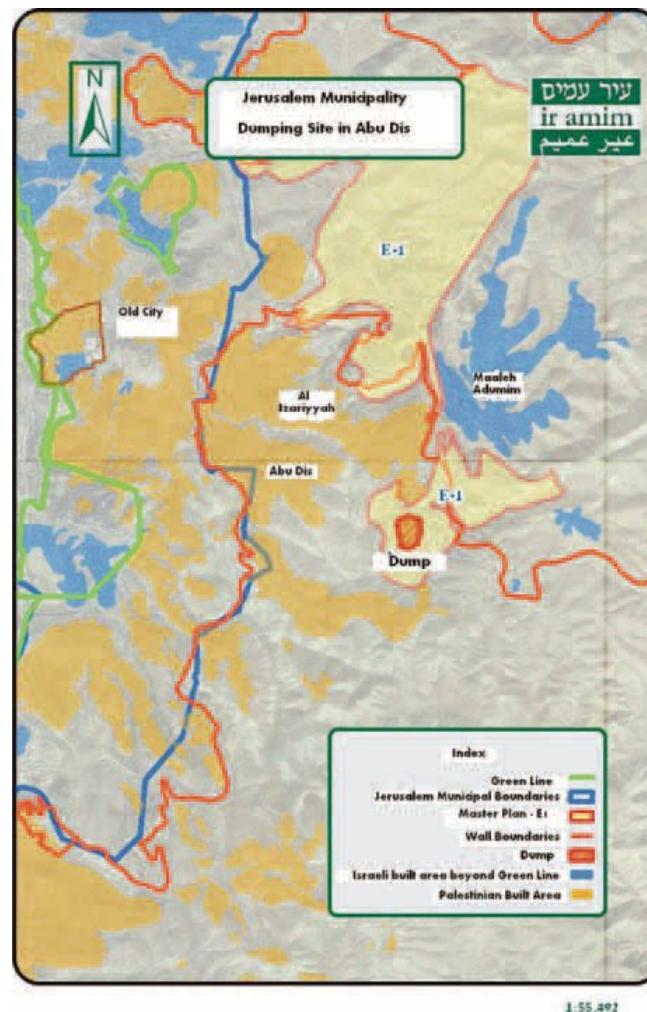 N
Jerusalem Municipality
Dumping Site in Abu Dis
עיר עמים
ir amim
عير عميم
E-1
Old City
Maaleh
Adumim
Al
Izariyyah
Abu Dis
E-1
Dump
Index
Green Line
Jerusalem Municipal Boundaries
Master Plan - E1
Wall Boundaries
Dump
Israeli built area beyond Green Line
Palestinian Built Area
1:55,492